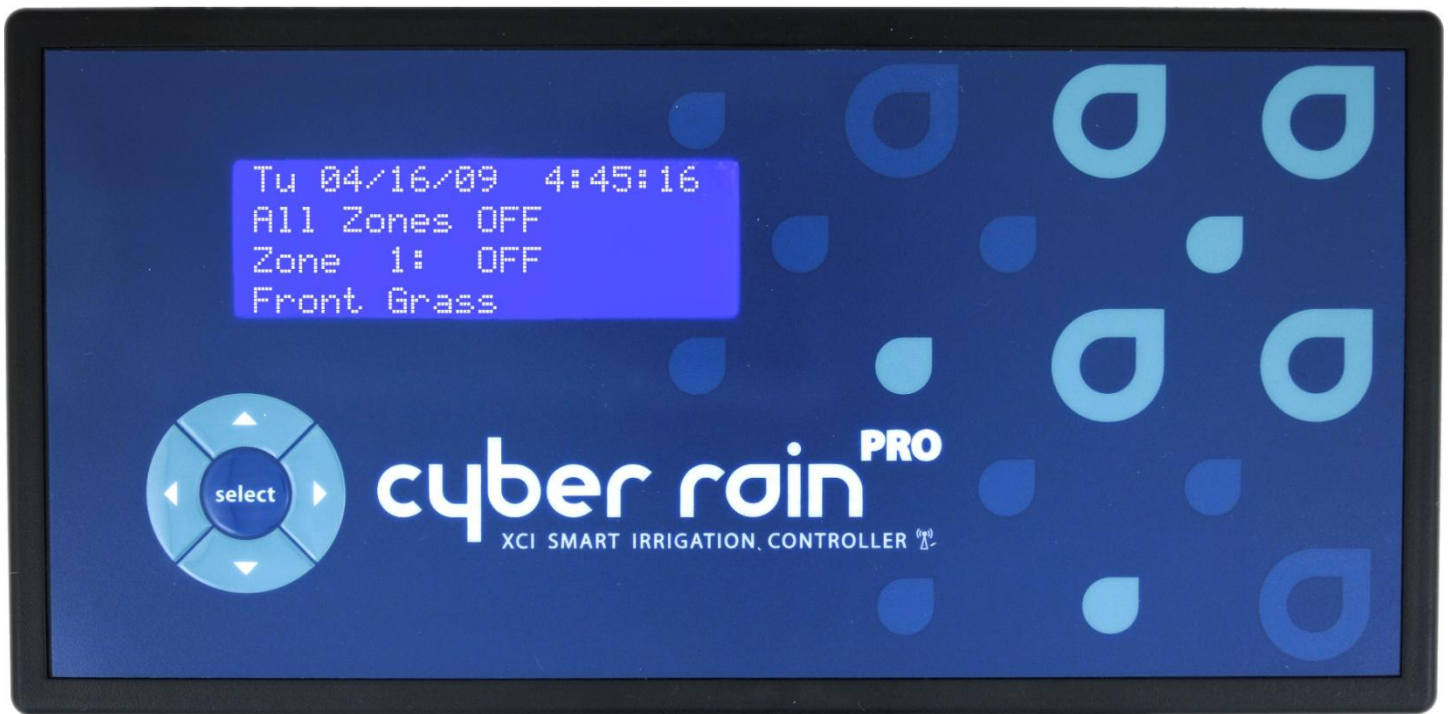 Tu 04/16/09 4:45:16
All Zones OFF
Zone 1: OFF
Front Grass
select
cyber rain PRO
XCI SMART IRRIGATION CONTROLLER